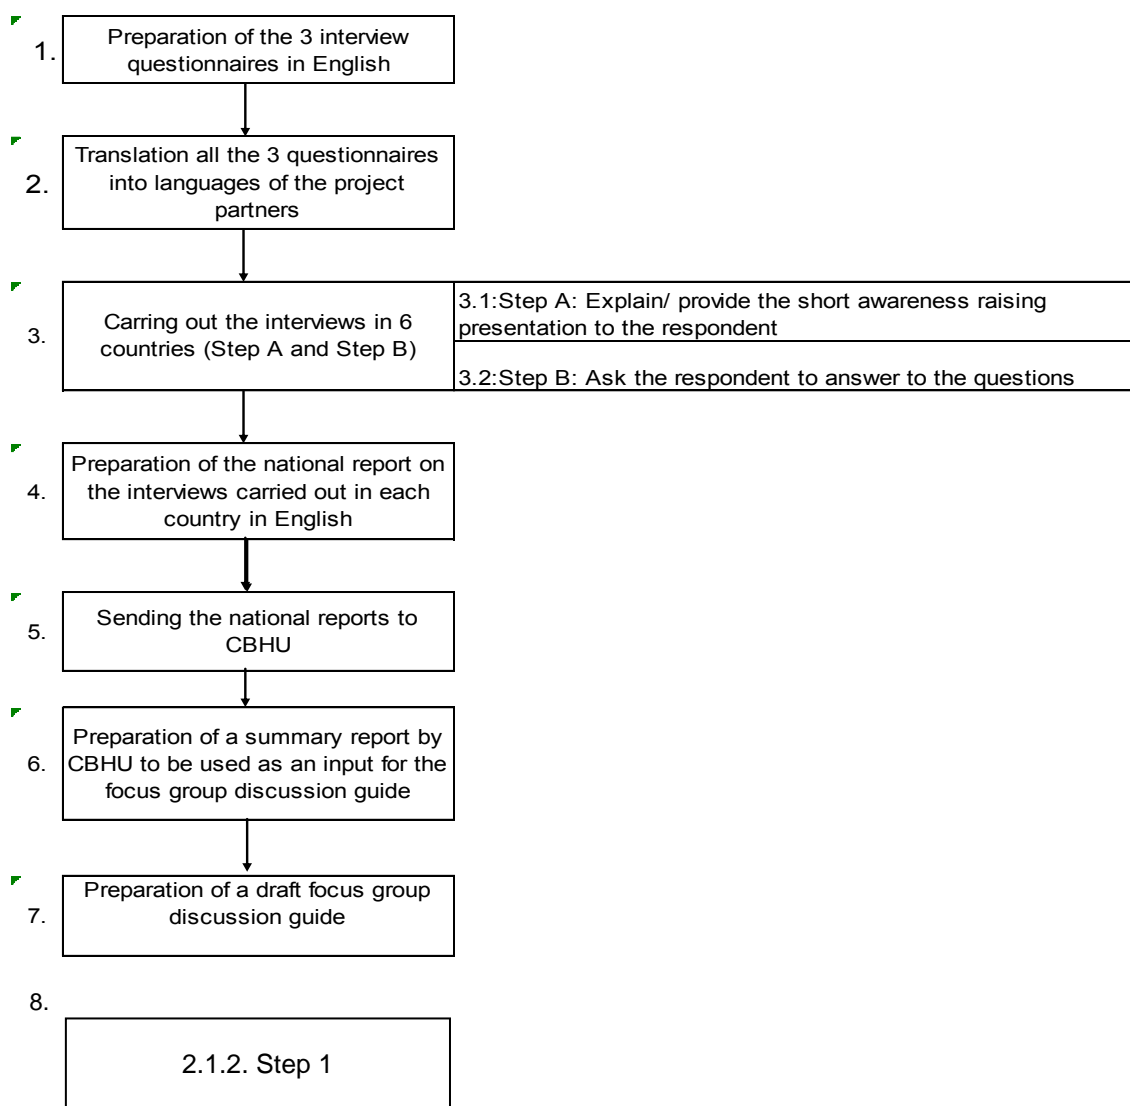 1.
Preparation of the 3 interview
questionnaires in English
2.
Translation all the 3 questionnaires
into languages of the project
partners
3.
Carring out the interviews in 6
countries (Step A and Step B)
3.1:Step A: Explain/ provide the short awareness raising
presentation to the respondent
3.2:Step B: Ask the respondent to answer to the questions
4.
Preparation of the national report on
the interviews carried out in each
country in English
5.
Sending the national reports to
CBHU
6.
Preparation of a summary report by
CBHU to be used as an input for the
focus group discussion guide
7.
Preparation of a draft focus group
discussion guide
8.
2.1.2. Step 1